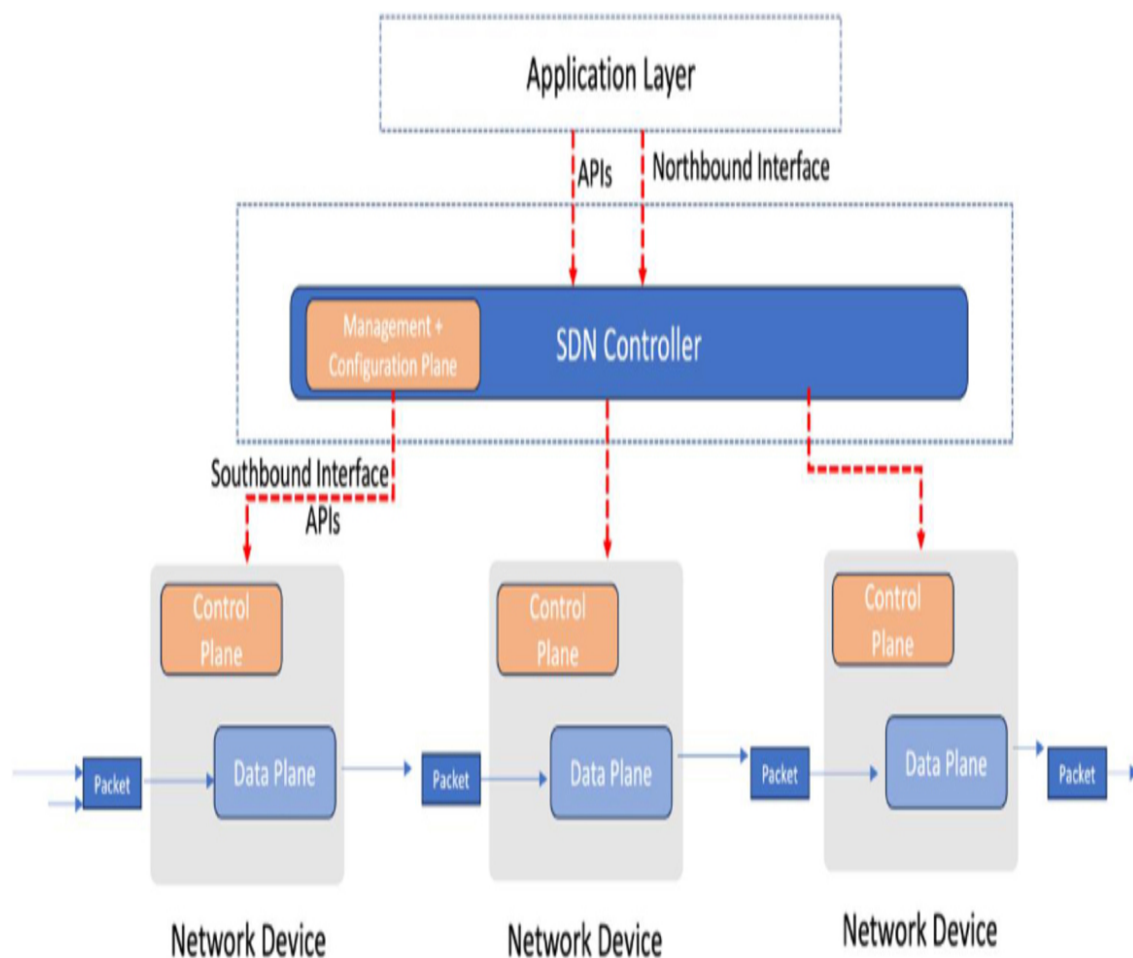 Application Layer
APIs
Northbound Interface
Management +
Configuration Plane
SDN Controller
Southbound Interface
APIs
Control
Plane
Control
Plane
Control
Plane
Packet
Data Plane
Packet
Data Plane
Packet
Data Plane
Packet
Network Device
Network Device
Network Device